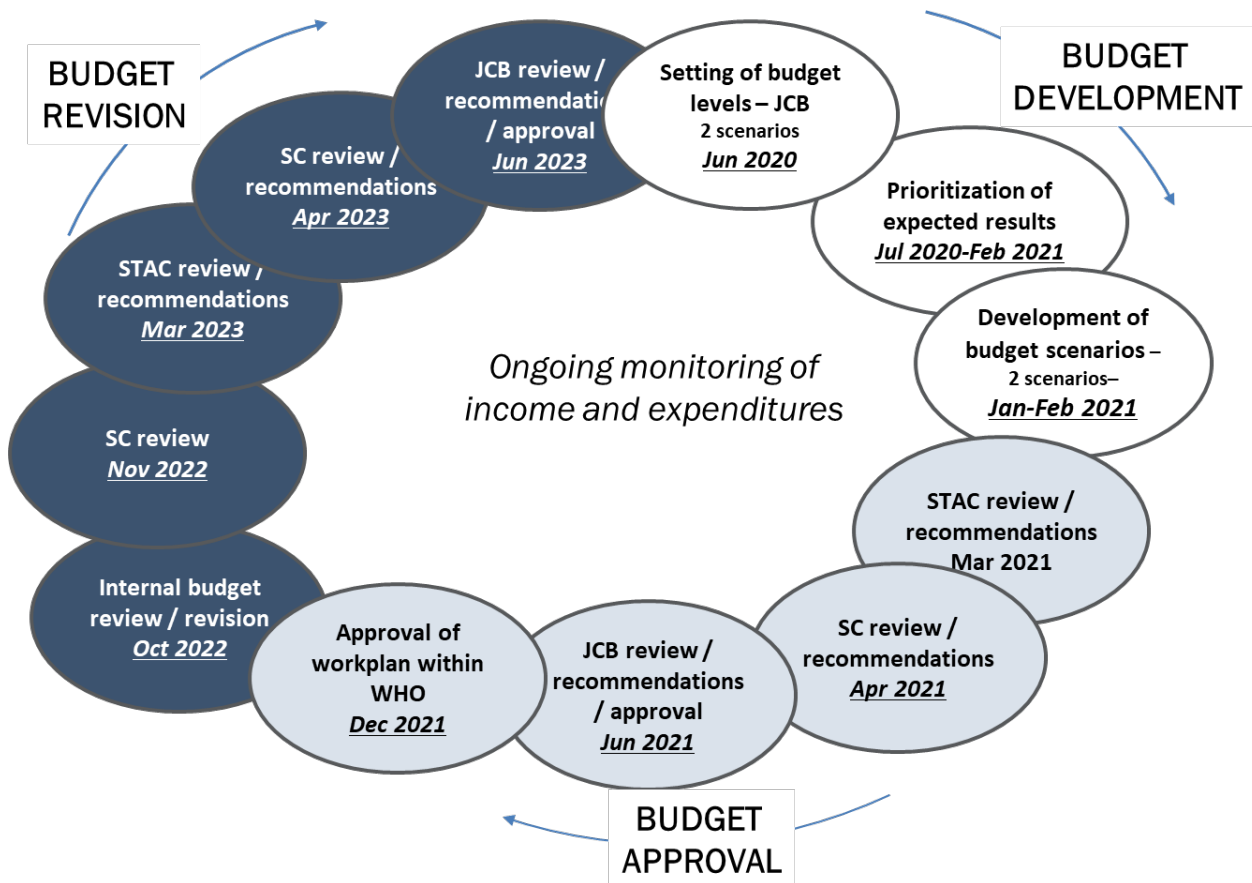 BUDGET
DEVELOPMENT
Setting of budget
levels – JCB
2 scenarios
Jun 2020
Prioritization of
expected results
Jul 2020-Feb 2021
Development of
budget scenarios –
2 scenarios–
Jan-Feb 2021
STAC review /
recommendations
Mar 2021
SC review /
recommendations
Apr 2021
JCB review /
recommendations
/ approval
Jun 2021
Approval of
workplan within
WHO
Dec 2021
BUDGET
APPROVAL
Internal budget
review / revision
Oct 2022
SC review
Nov 2022
STAC review /
recommendations
Mar 2023
SC review /
recommendations
Apr 2023
JCB review /
/ approval
Jun 2023
BUDGET
REVISION
Ongoing monitoring of
income and expenditures